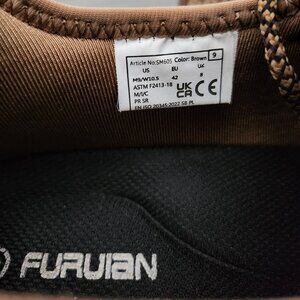 Article No:SM605 Color: Brown 9
US EU UK
M9/W10.5 42 8
ASTM F2413-18
M/I/C
PR SR
UK CA CE
EN ISO 20345:2022 SB PL
FURUIAN